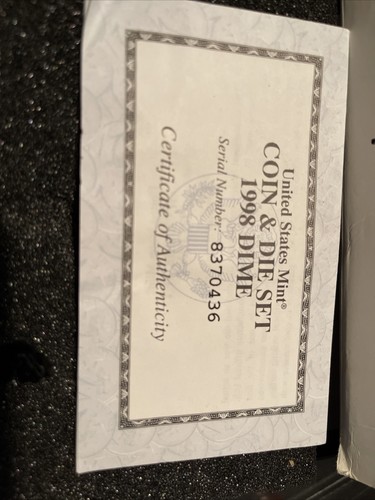 United States Mint®
COIN & DIE SET
1998 DIME
Serial Number: 8370436
Certificate of Authenticity